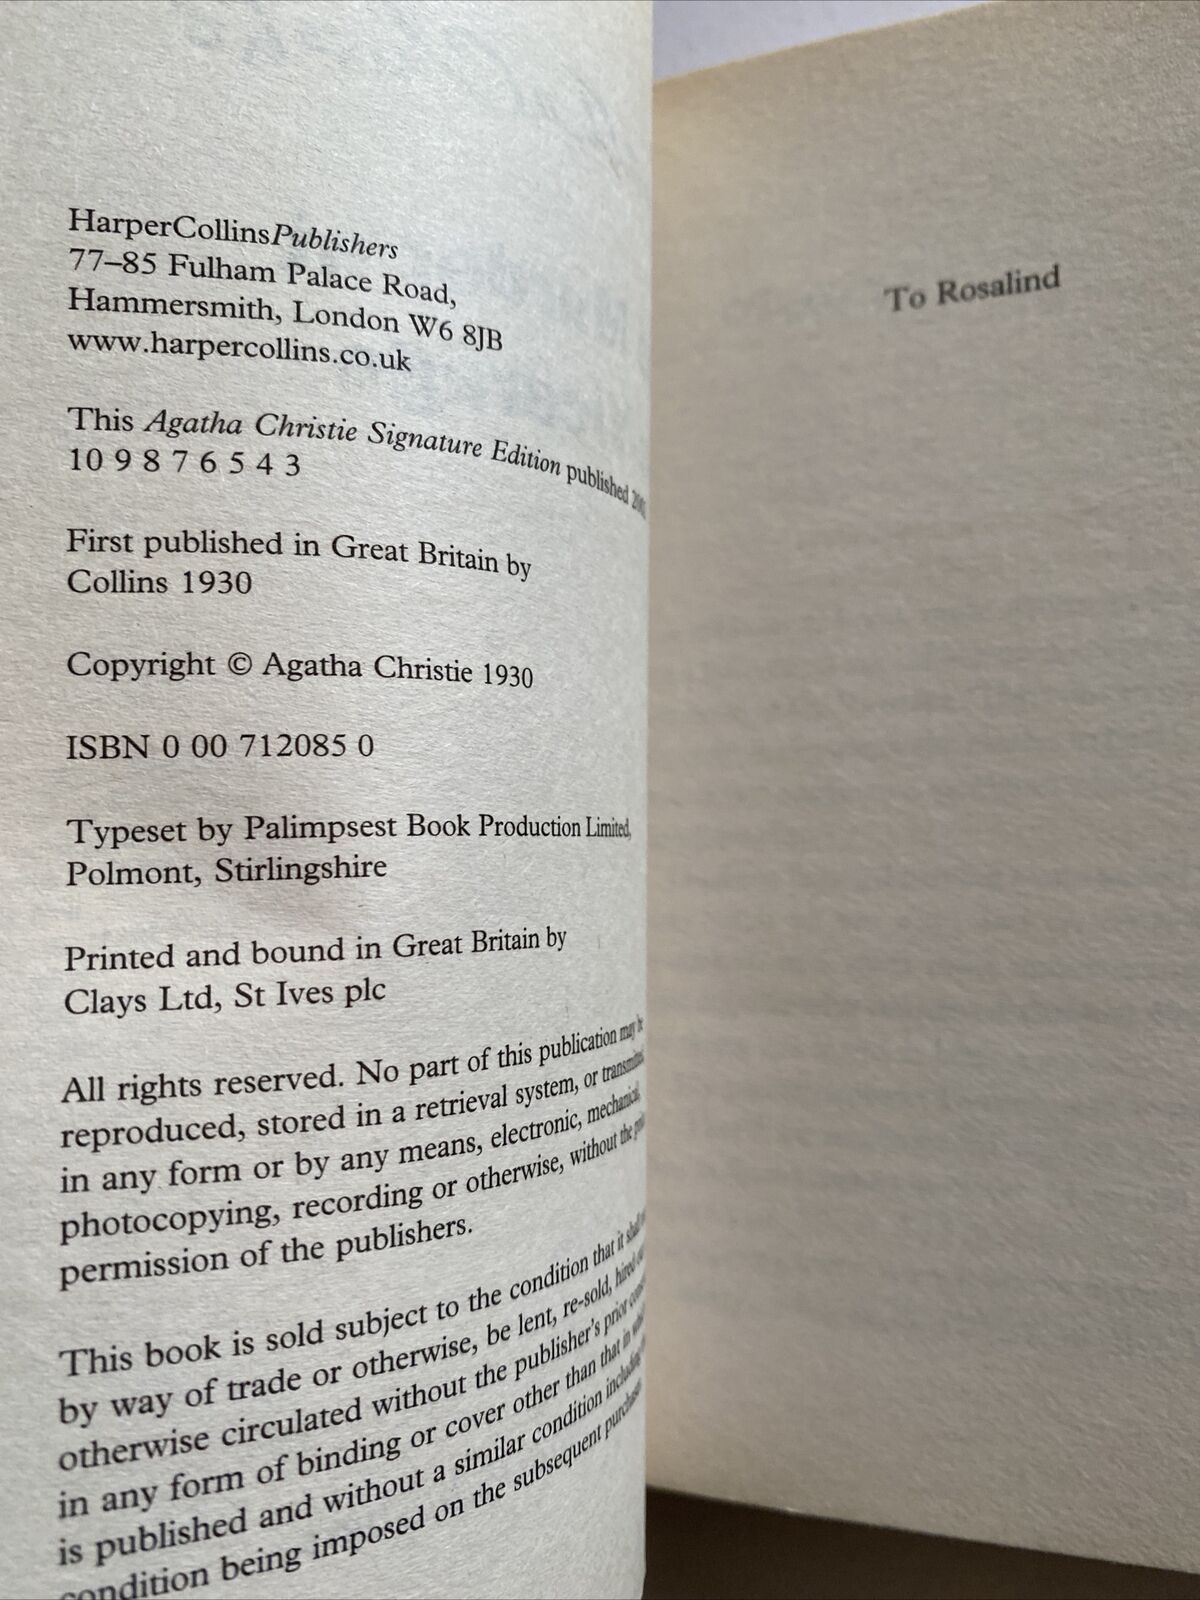 HarperCollinsPublishers
77–85 Fulham Palace Road,
Hammersmith, London W6 8JB
www.harpercollins.co.uk
This Agatha Christie Signature Edition published
10 9 8 7 6 5 4 3
First published in Great Britain by
Collins 1930
Copyright © Agatha Christie 1930
ISBN 0 00 712085 0
Typeset by Palimpsest Book Production Limited,
Polmont, Stirlingshire
Printed and bound in Great Britain by
Clays Ltd, St Ives plc
All rights reserved. No part of this publication may be
reproduced, stored in a retrieval system, or transmitted
in any form or by any means, electronic, mechanical,
photocopying, recording or otherwise, without the
permission of the publishers.
This book is sold subject to the condition that it
by way of trade or otherwise, be lent, re-sold, hired
otherwise circulated without the publisher's prior
in any form of binding or cover other than that in
is published and without a similar condition including
condition being imposed on the subsequent
To Rosalind